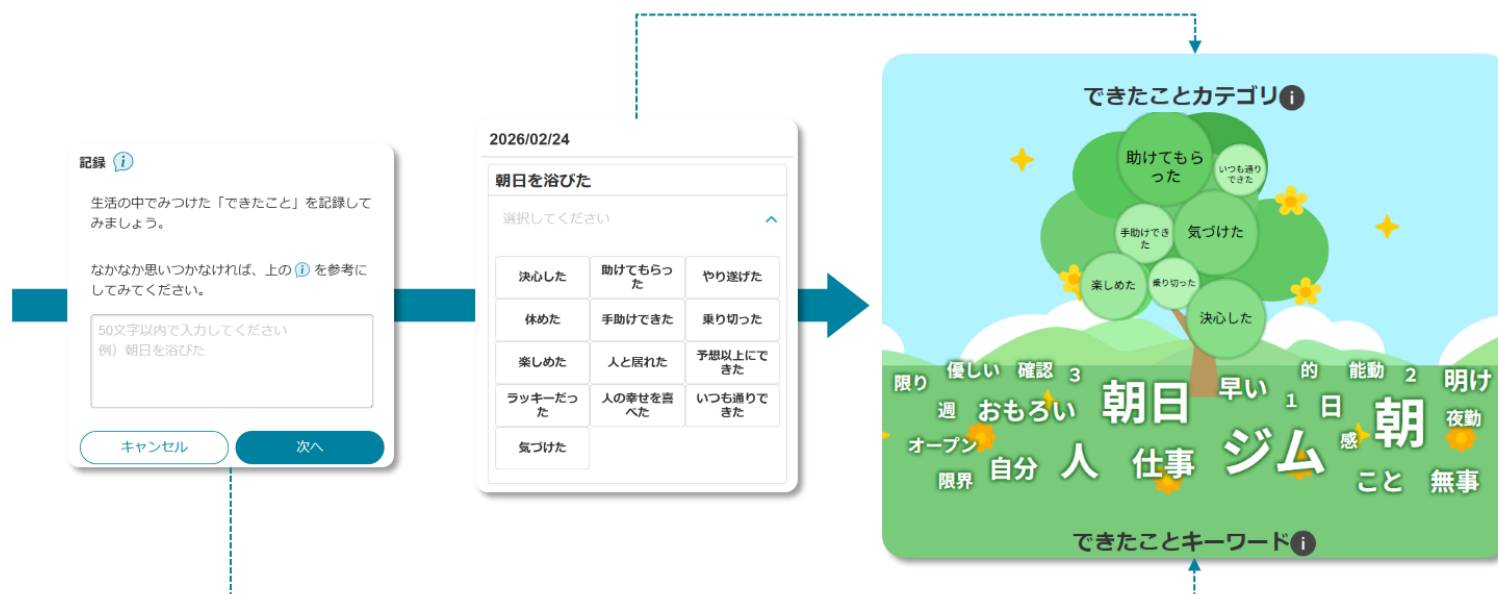 記録 i
生活の中でみつけた「できたこと」を記録して
みましょう。
なかなか思いつかなければ、上の i を参考に
してみてください。
50文字以内で入力してください
例）朝日を浴びた
キャンセル
次へ
2026/02/24
朝日を浴びた
選択してください
決心した
助けてもらっ
た
やり遂げた
休めた
手助けできた
乗り切った
楽しめた
人と居れた
予想以上にで
きた
ラッキーだっ
た
人の幸せを喜
べた
いつも通りで
きた
気づけた
できたことカテゴリ i
助けてもら
った
いつも通り
できた
手助けでき
た
気づけた
楽しめた
乗り切った
決心した
限り
優しい
確認
3
朝日
早い
的
能動
2
明け
週
おもろい
1
日
朝
夜勤
オープン
感
限界
自分
人
仕事
ジム
こと
無事
できたことキーワード i